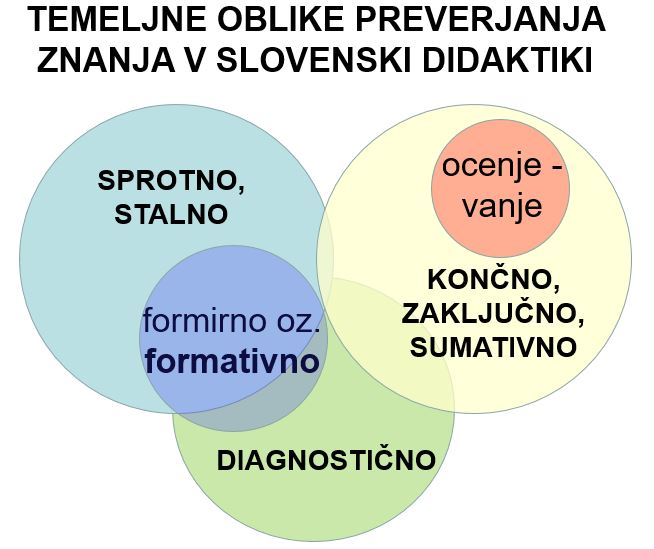 TEMELJNE OBLIKE PREVERJANJA
ZNANJA V SLOVENSKI DIDAKTIKI
SPROTNO,
STALNO
ocenje -
vanje
KONČNO,
ZAKLJUČNO,
SUMATIVNO
formirno oz.
formativno
DIAGNOSTIČNO